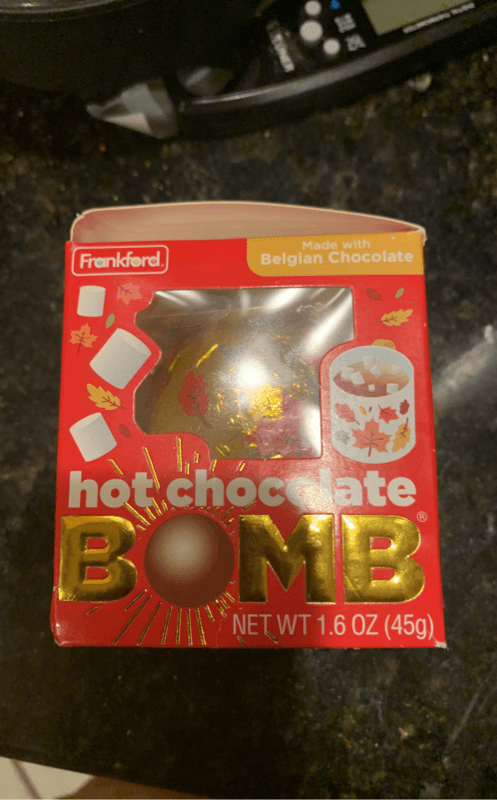 Frankford
Made with
Belgian Chocolate
hot chocolate
BOMB®
NET WT 1.6 OZ (45g)